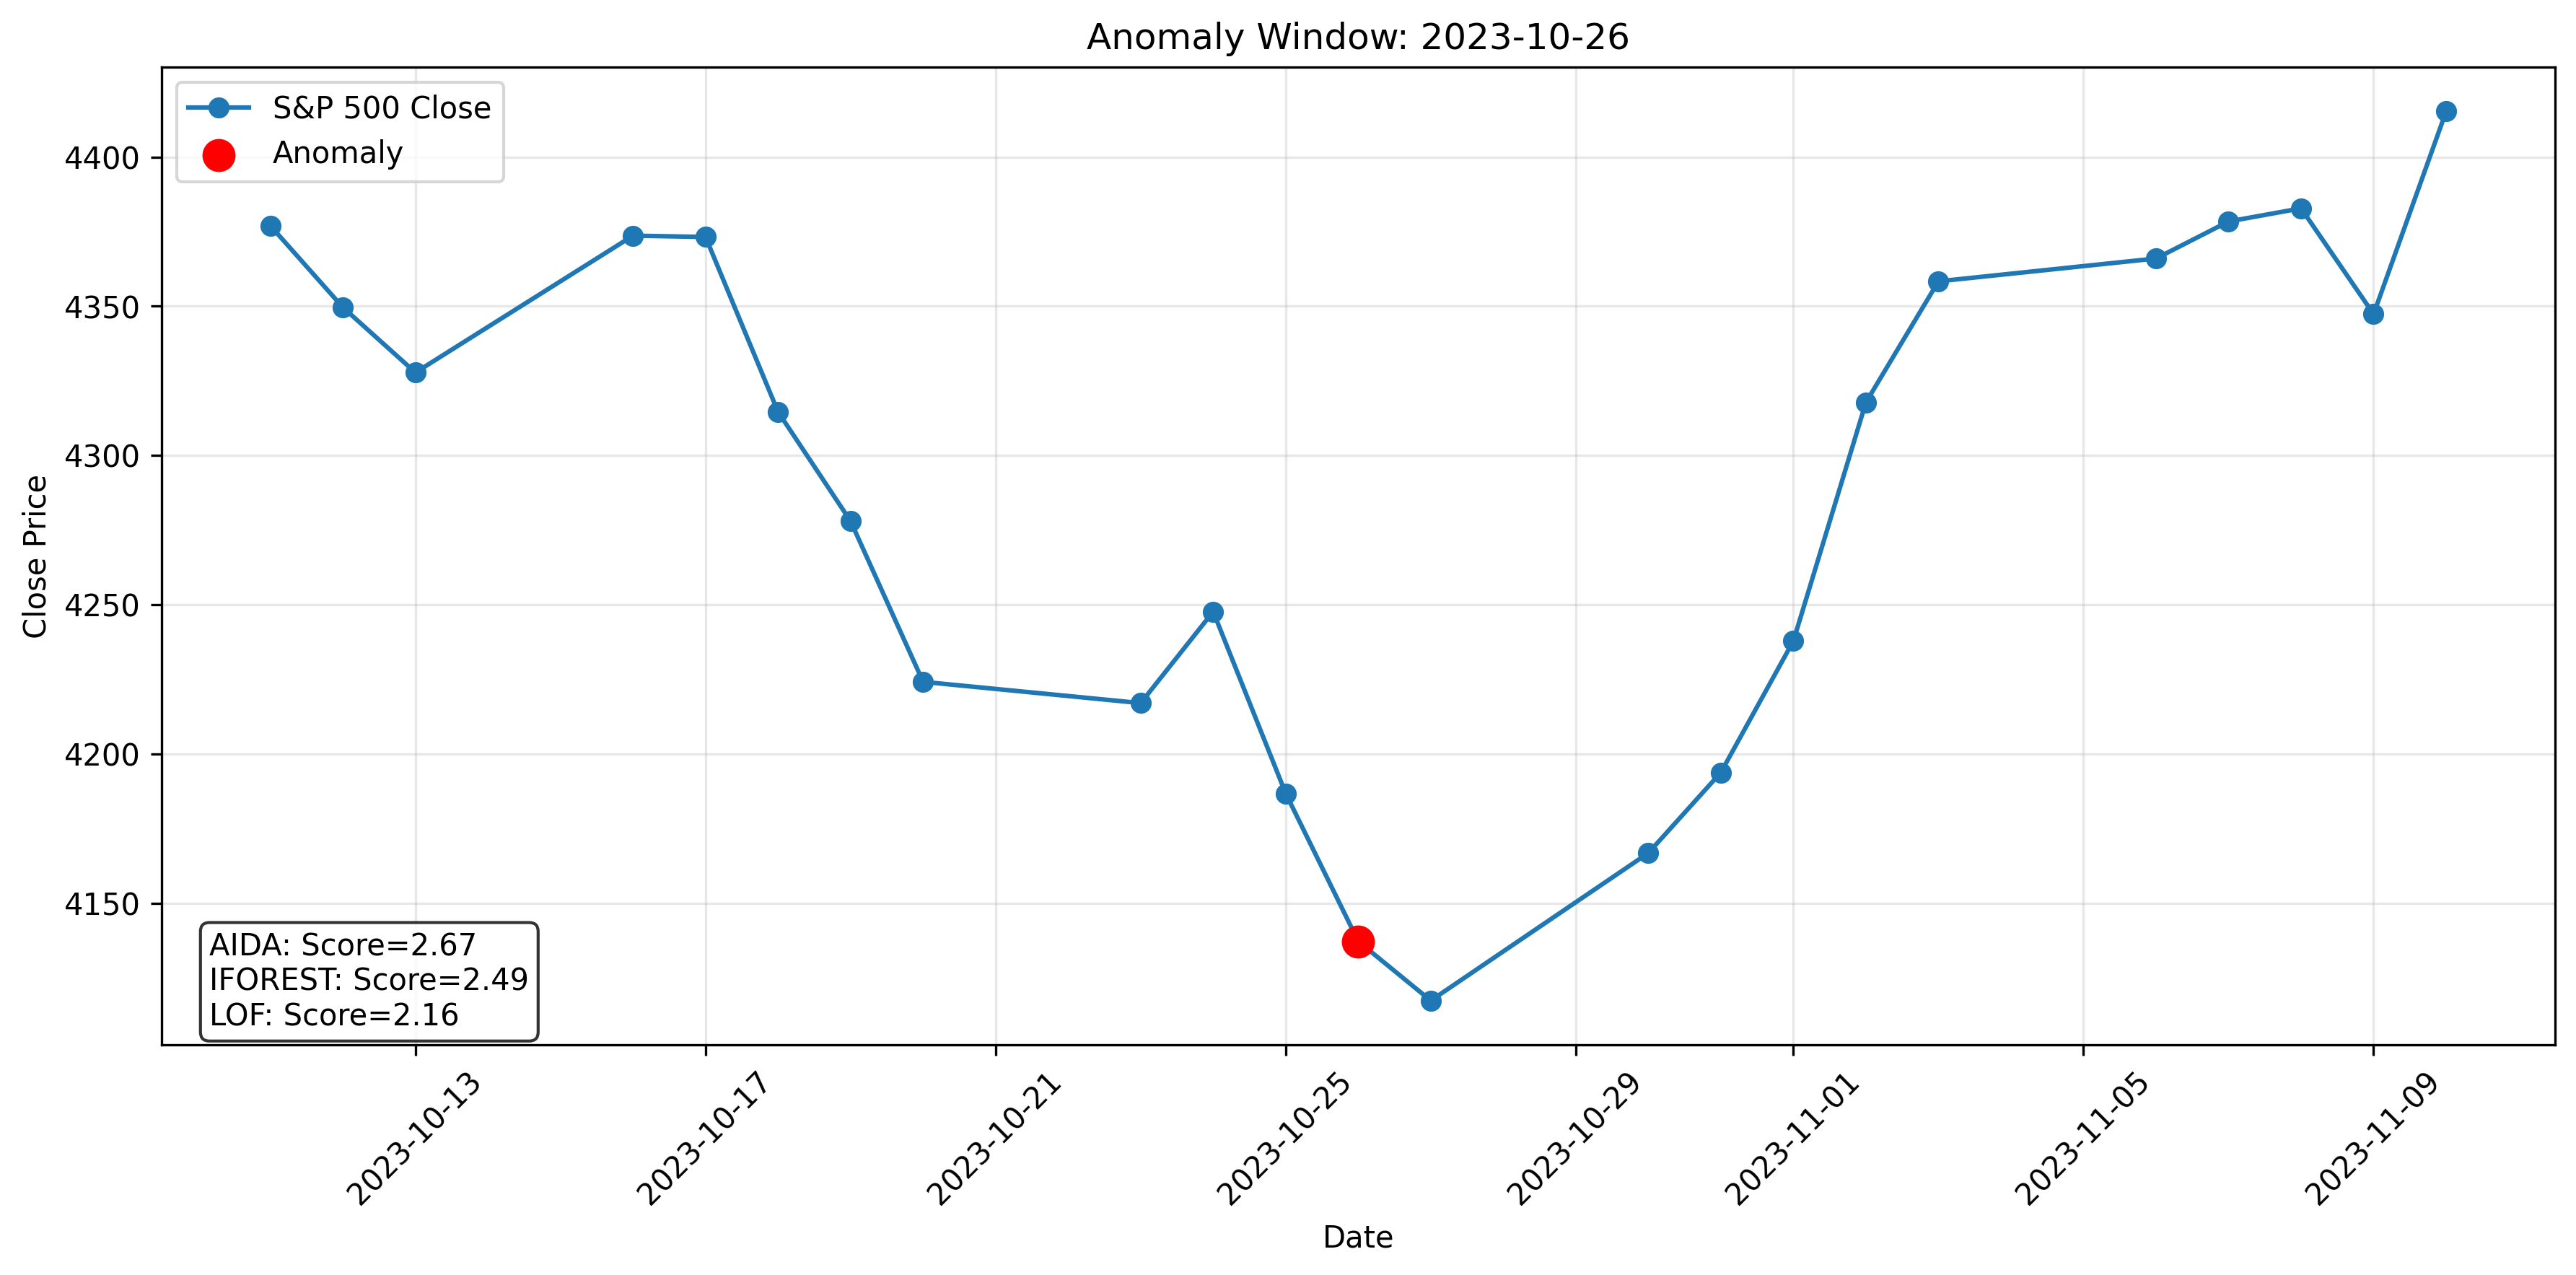 Anomaly Window: 2023-10-26
S&P 500 Close
Anomaly
Close Price
4400
4350
4300
4250
4200
4150
AIDA: Score=2.67
IFOREST: Score=2.49
LOF: Score=2.16
2023-10-13
2023-10-17
2023-10-21
2023-10-25
2023-10-29
2023-11-01
2023-11-05
2023-11-09
Date